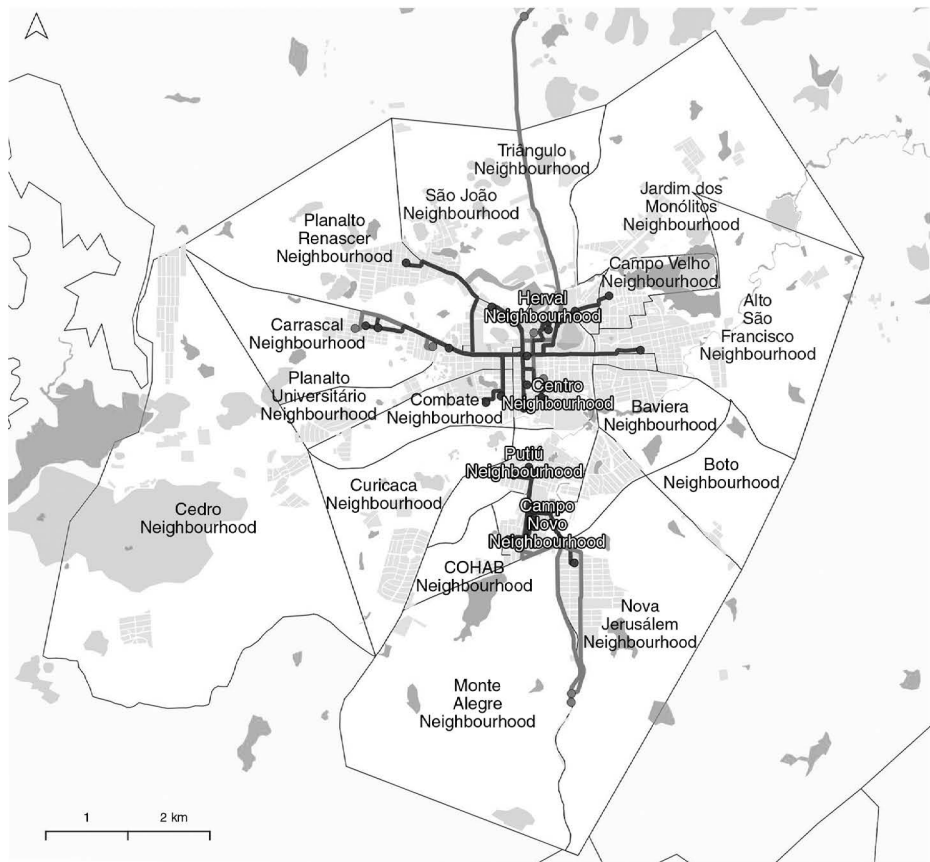 Triângulo
Neighbourhood
São João
Neighbourhood
Jardim dos
Monólitos
Neighbourhood
Planalto
Renascer
Neighbourhood
Campo Velho
Neighbourhood
Herval
Neighbourhood
Alto
São
Francisco
Neighbourhood
Carrascal
Neighbourhood
Planalto
Universitário
Neighbourhood
Combate
Neighbourhood
Centro
Neighbourhood
Baviera
Neighbourhood
Putiú
Neighbourhood
Boto
Neighbourhood
Curicaca
Neighbourhood
Cedro
Neighbourhood
Campo
Novo
Neighbourhood
COHAB
Neighbourhood
Nova
Jerusálem
Neighbourhood
Monte
Alegre
Neighbourhood
1 2 km